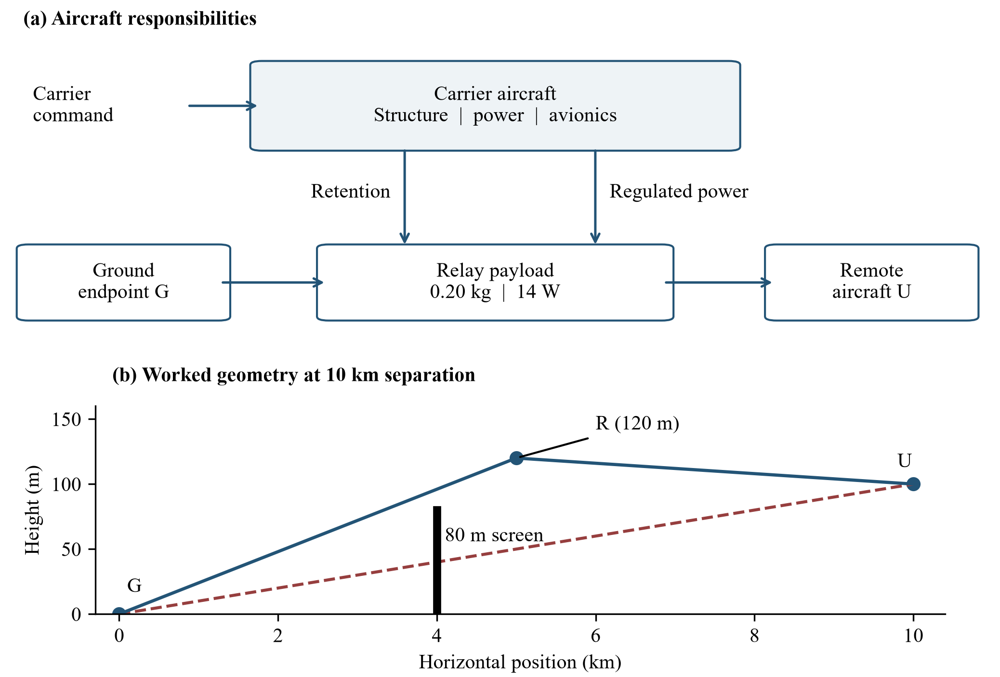 (a) Aircraft responsibilities
Carrier
command
Carrier aircraft
Structure | power | avionics
Retention
Regulated power
Ground
endpoint G
Relay payload
0.20 kg | 14 W
Remote
aircraft U
(b) Worked geometry at 10 km separation
150
100
50
0
Height (m)
R (120 m)
U
80 m screen
G
0
2
4
6
8
10
Horizontal position (km)